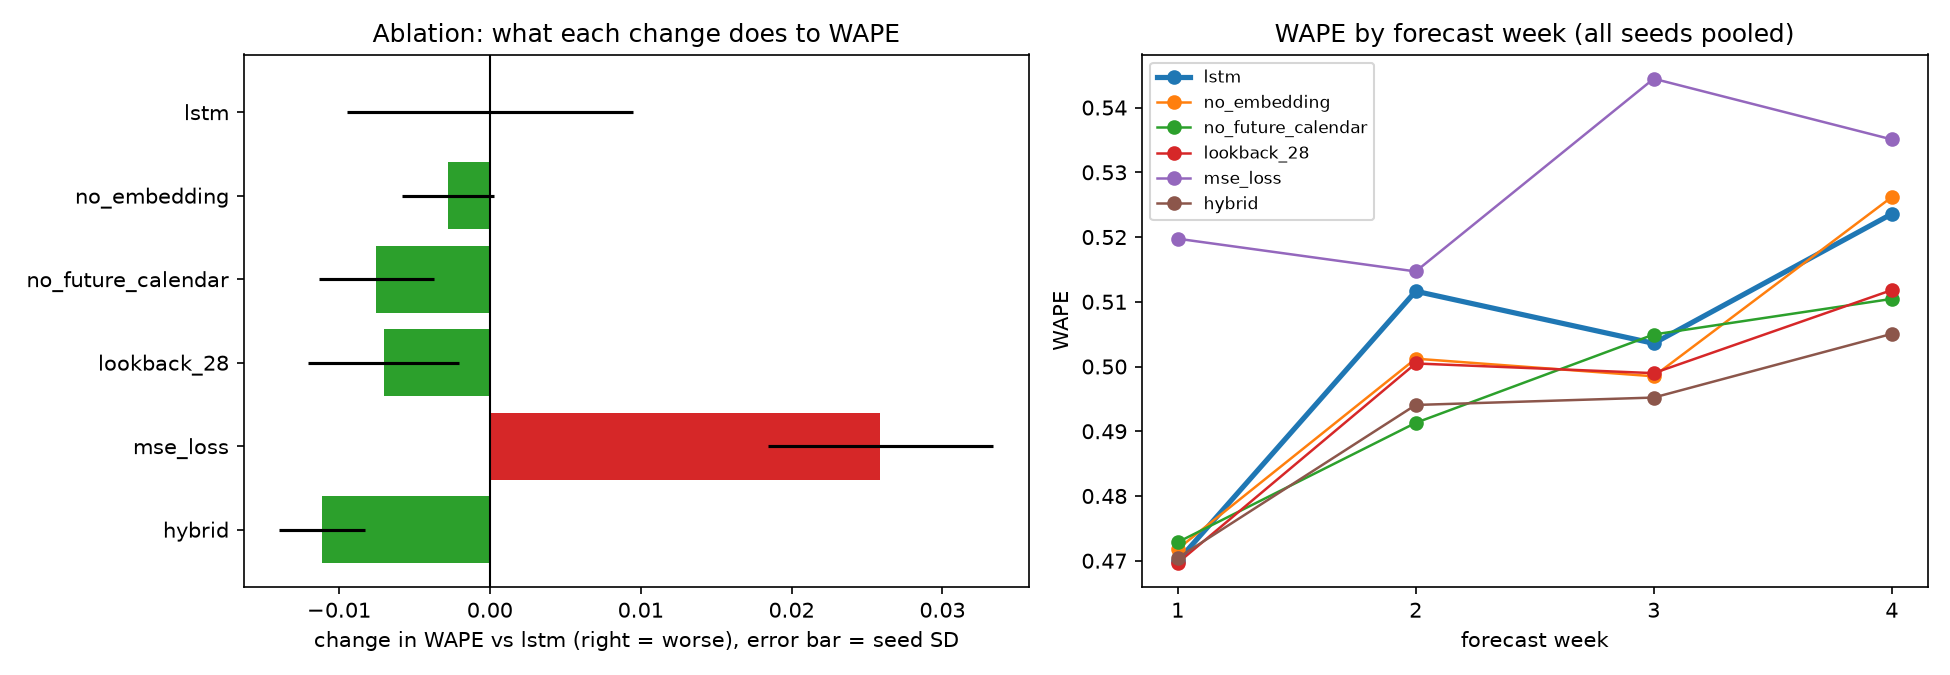 Ablation: what each change does to WAPE
lstm
no_embedding
no_future_calendar
lookback_28
mse_loss
hybrid
−0.01
0.00
0.01
0.02
0.03
change in WAPE vs lstm (right = worse), error bar = seed SD
WAPE by forecast week (all seeds pooled)
lstm
no_embedding
no_future_calendar
lookback_28
mse_loss
hybrid
WAPE
0.54
0.53
0.52
0.51
0.50
0.49
0.48
0.47
1
2
3
4
forecast week